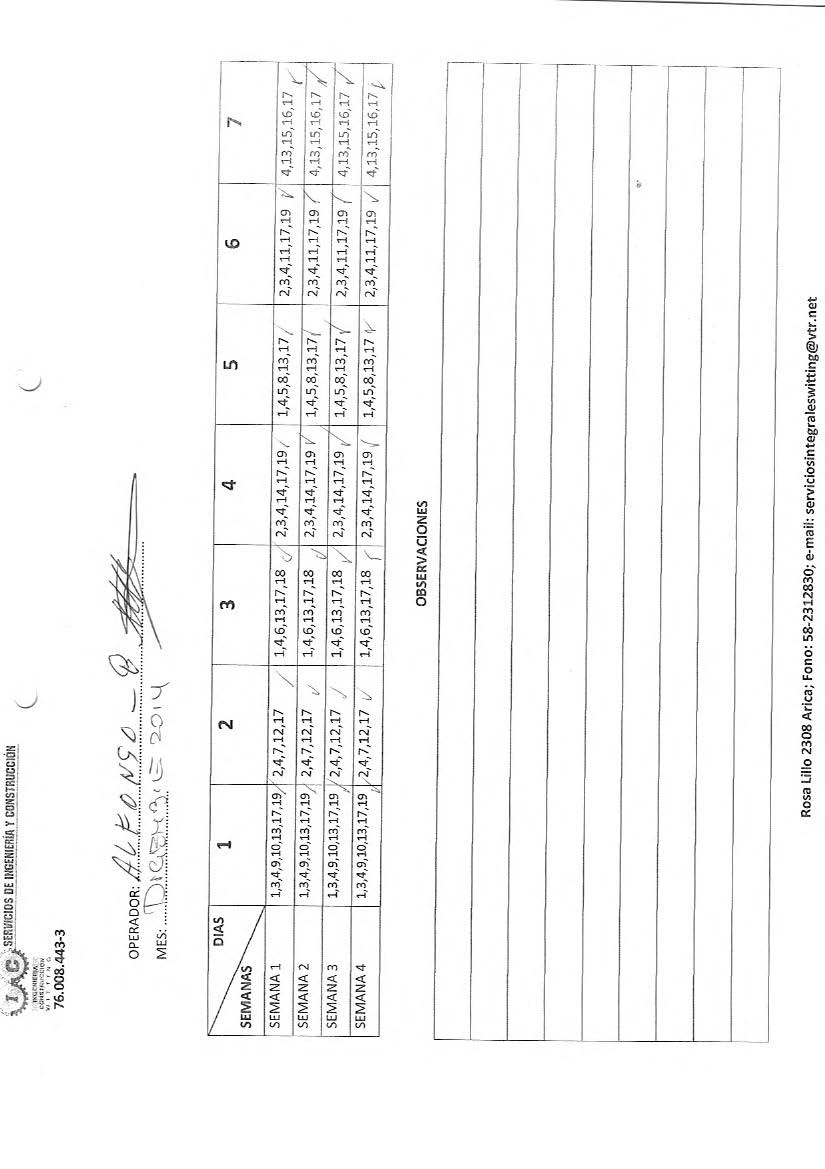 SERVICIOS DE INGENIERÍA Y CONSTRUCCIÓN
INGENIERIA
CONSTRUCCION
WITTING
76.008.443-3
OPERADOR: ALFONSO - B
MES: DICIEMBRE 2014
DIAS 1 2 3 4 5 6 7
SEMANAS
SEMANA 1 1,3,4,9,10,13,17,19 2,4,7,12,17 1,4,6,13,17,18 2,3,4,14,17,19 1,4,5,8,13,17 2,3,4,11,17,19 4,13,15,16,17
SEMANA 2 1,3,4,9,10,13,17,19 2,4,7,12,17 1,4,6,13,17,18 2,3,4,14,17,19 1,4,5,8,13,17 2,3,4,11,17,19 4,13,15,16,17
SEMANA 3 1,3,4,9,10,13,17,19 2,4,7,12,17 1,4,6,13,17,18 2,3,4,14,17,19 1,4,5,8,13,17 2,3,4,11,17,19 4,13,15,16,17
SEMANA 4 1,3,4,9,10,13,17,19 2,4,7,12,17 1,4,6,13,17,18 2,3,4,14,17,19 1,4,5,8,13,17 2,3,4,11,17,19 4,13,15,16,17
OBSERVACIONES
Rosa Lillo 2308 Arica; Fono: 58-2312830; e-mail: serviciosintegraleswitting@vtr.net